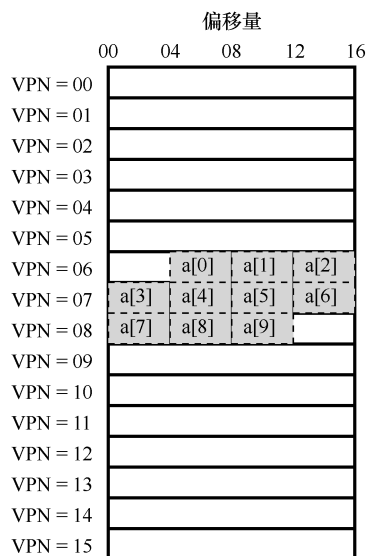 偏移量
00 04 08 12 16
VPN = 00
VPN = 01
VPN = 02
VPN = 03
VPN = 04
VPN = 05
VPN = 06 a[0] a[1] a[2]
VPN = 07 a[3] a[4] a[5] a[6]
VPN = 08 a[7] a[8] a[9]
VPN = 09
VPN = 10
VPN = 11
VPN = 12
VPN = 13
VPN = 14
VPN = 15